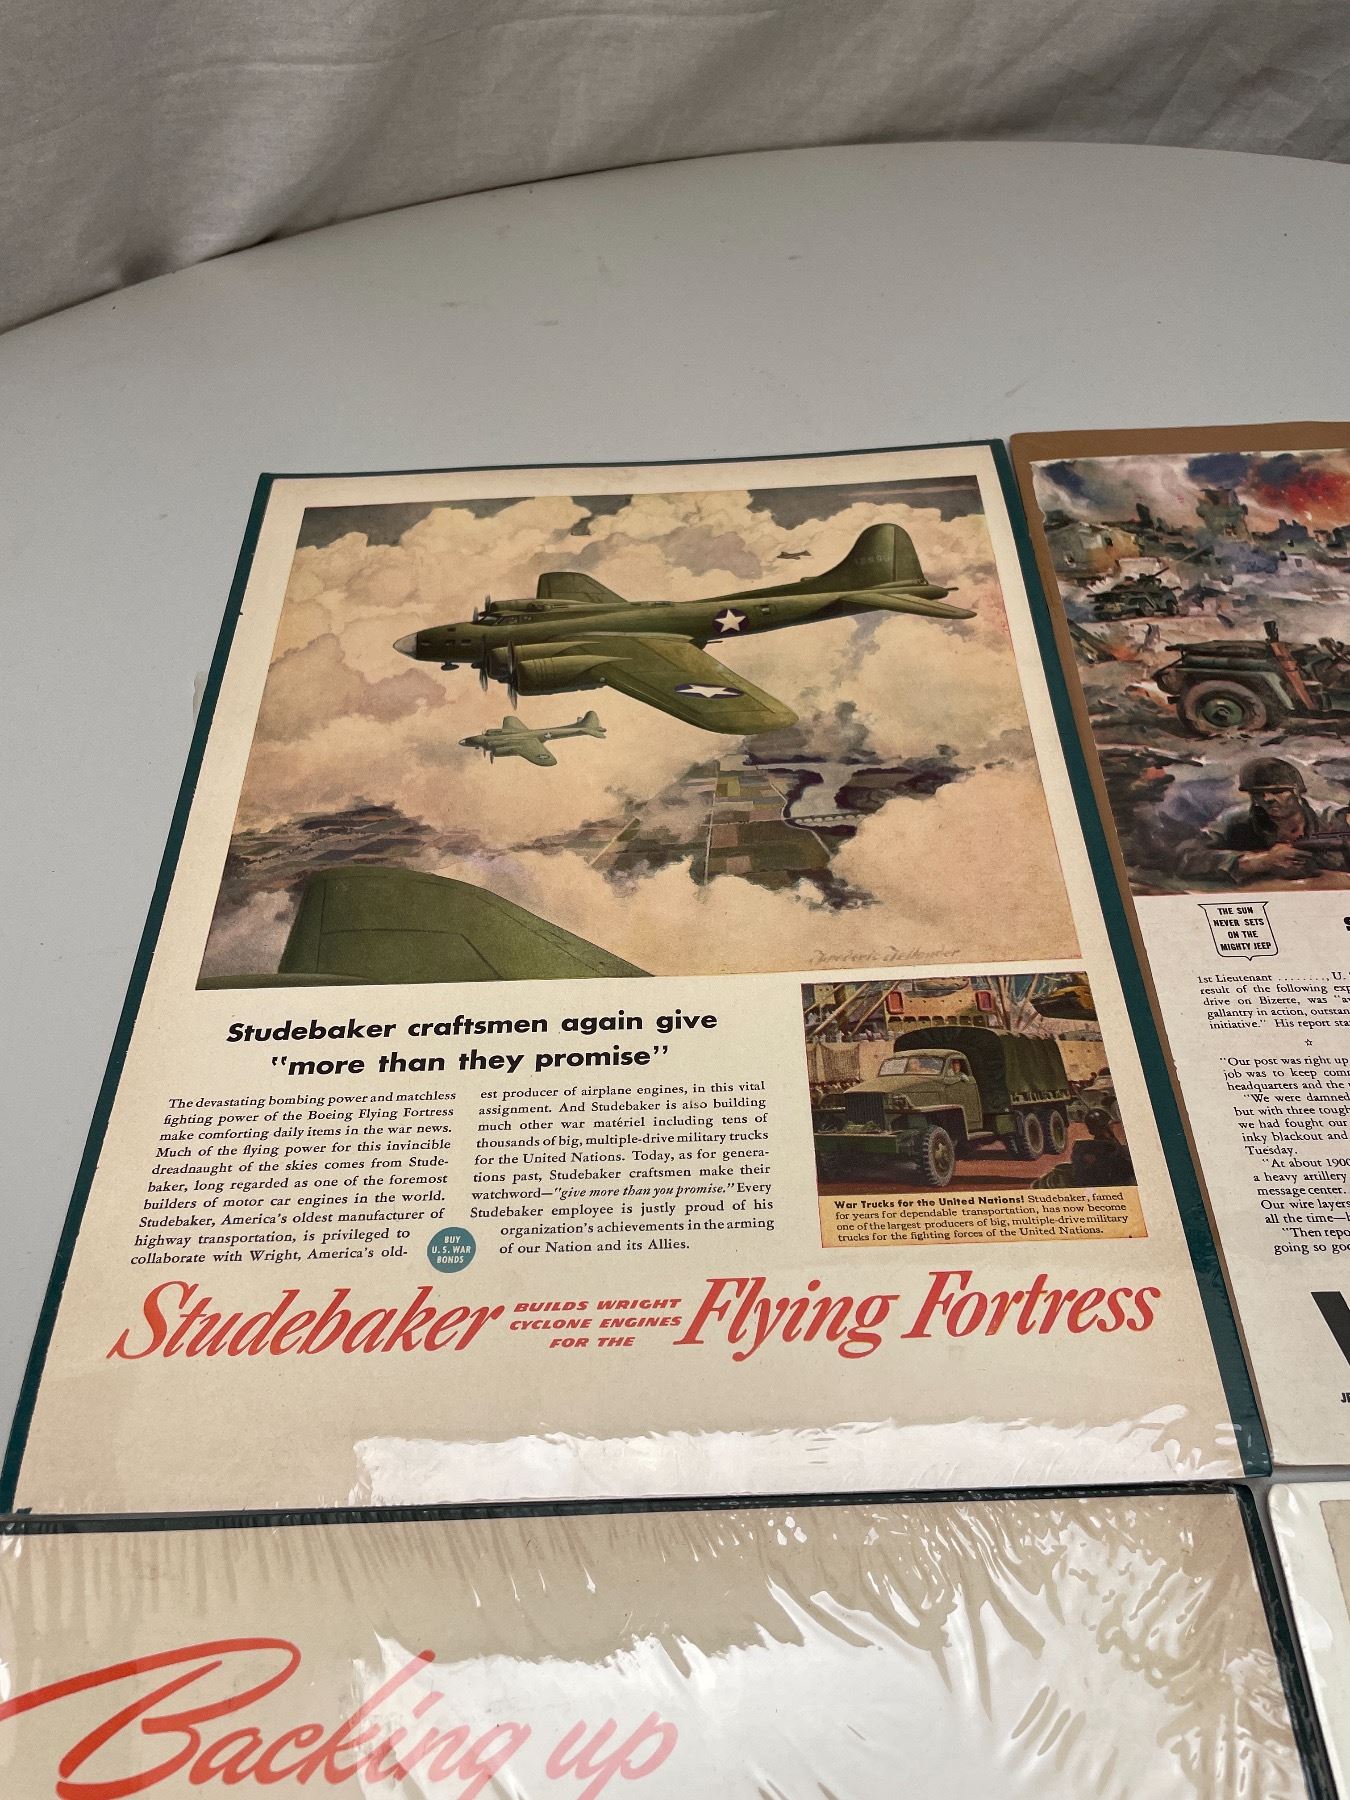 Frederic Tellander
Studebaker craftsmen again give
"more than they promise"
The devastating bombing power and matchless
fighting power of the Boeing Flying Fortress
make comforting daily items in the war news.
Much of the flying power for this invincible
dreadnaught of the skies comes from Stude-
baker, long regarded as one of the foremost
builders of motor car engines in the world.
Studebaker, America's oldest manufacturer of
highway transportation, is privileged to
collaborate with Wright, America's old-
est producer of airplane engines, in this vital
assignment. And Studebaker is also building
much other war matériel including tens of
thousands of big, multiple-drive military trucks
for the United Nations. Today, as for genera-
tions past, Studebaker craftsmen make their
watchword—"give more than you promise." Every
Studebaker employee is justly proud of his
organization's achievements in the arming
of our Nation and its Allies.
BUY
U. S. WAR
BONDS
War Trucks for the United Nations! Studebaker, famed
for years for dependable transportation, has now become
one of the largest producers of big, multiple-drive military
trucks for the fighting forces of the United Nations.
Studebaker BUILDS WRIGHT
CYCLONE ENGINES
FOR THE Flying Fortress
THE SUN
NEVER SETS
ON THE
MIGHTY JEEP
1st Lieutenant ........, U.
result of the following
drive on Bizerte, was
gallantry in action,
initiative." His report
"Our post was right up
job was to keep
headquarters and the
"We were damned
but with three
we had fought our
inky blackout and
Tuesday.
"At about 1900
a heavy artillery
message center.
Our wire layers
all the time—
"Then
going so
Backing up